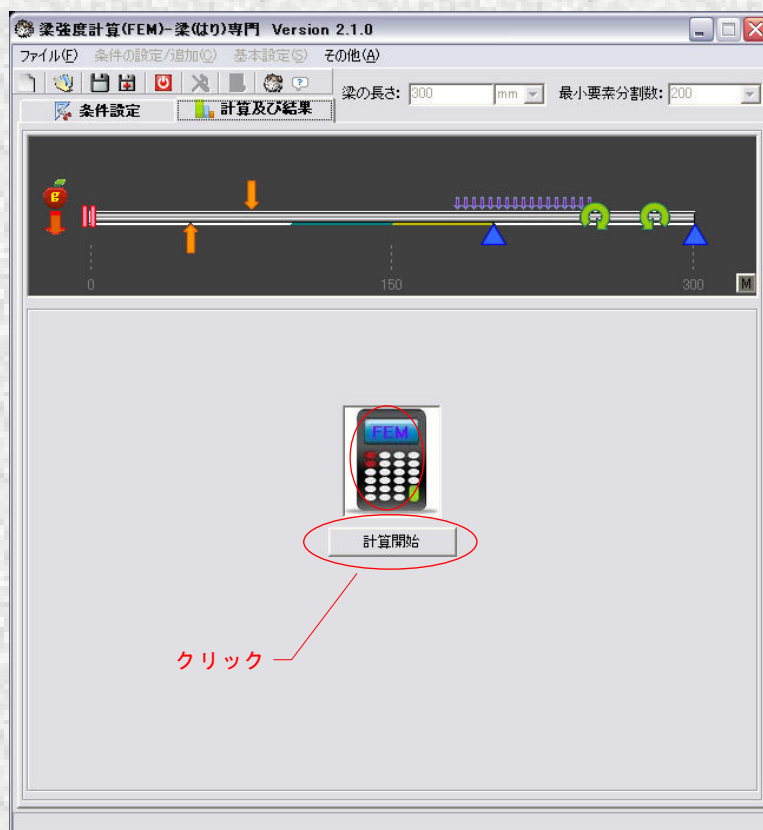 梁強度計算(FEM)-梁(はり)専門 Version 2.1.0
ファイル(F) 条件の設定/追加(C) 基本設定(S) その他(A)
梁の長さ: 300 mm 最小要素分割数: 200
条件設定 計算及び結果
g
0 150 300 M
FEM
計算開始
クリック